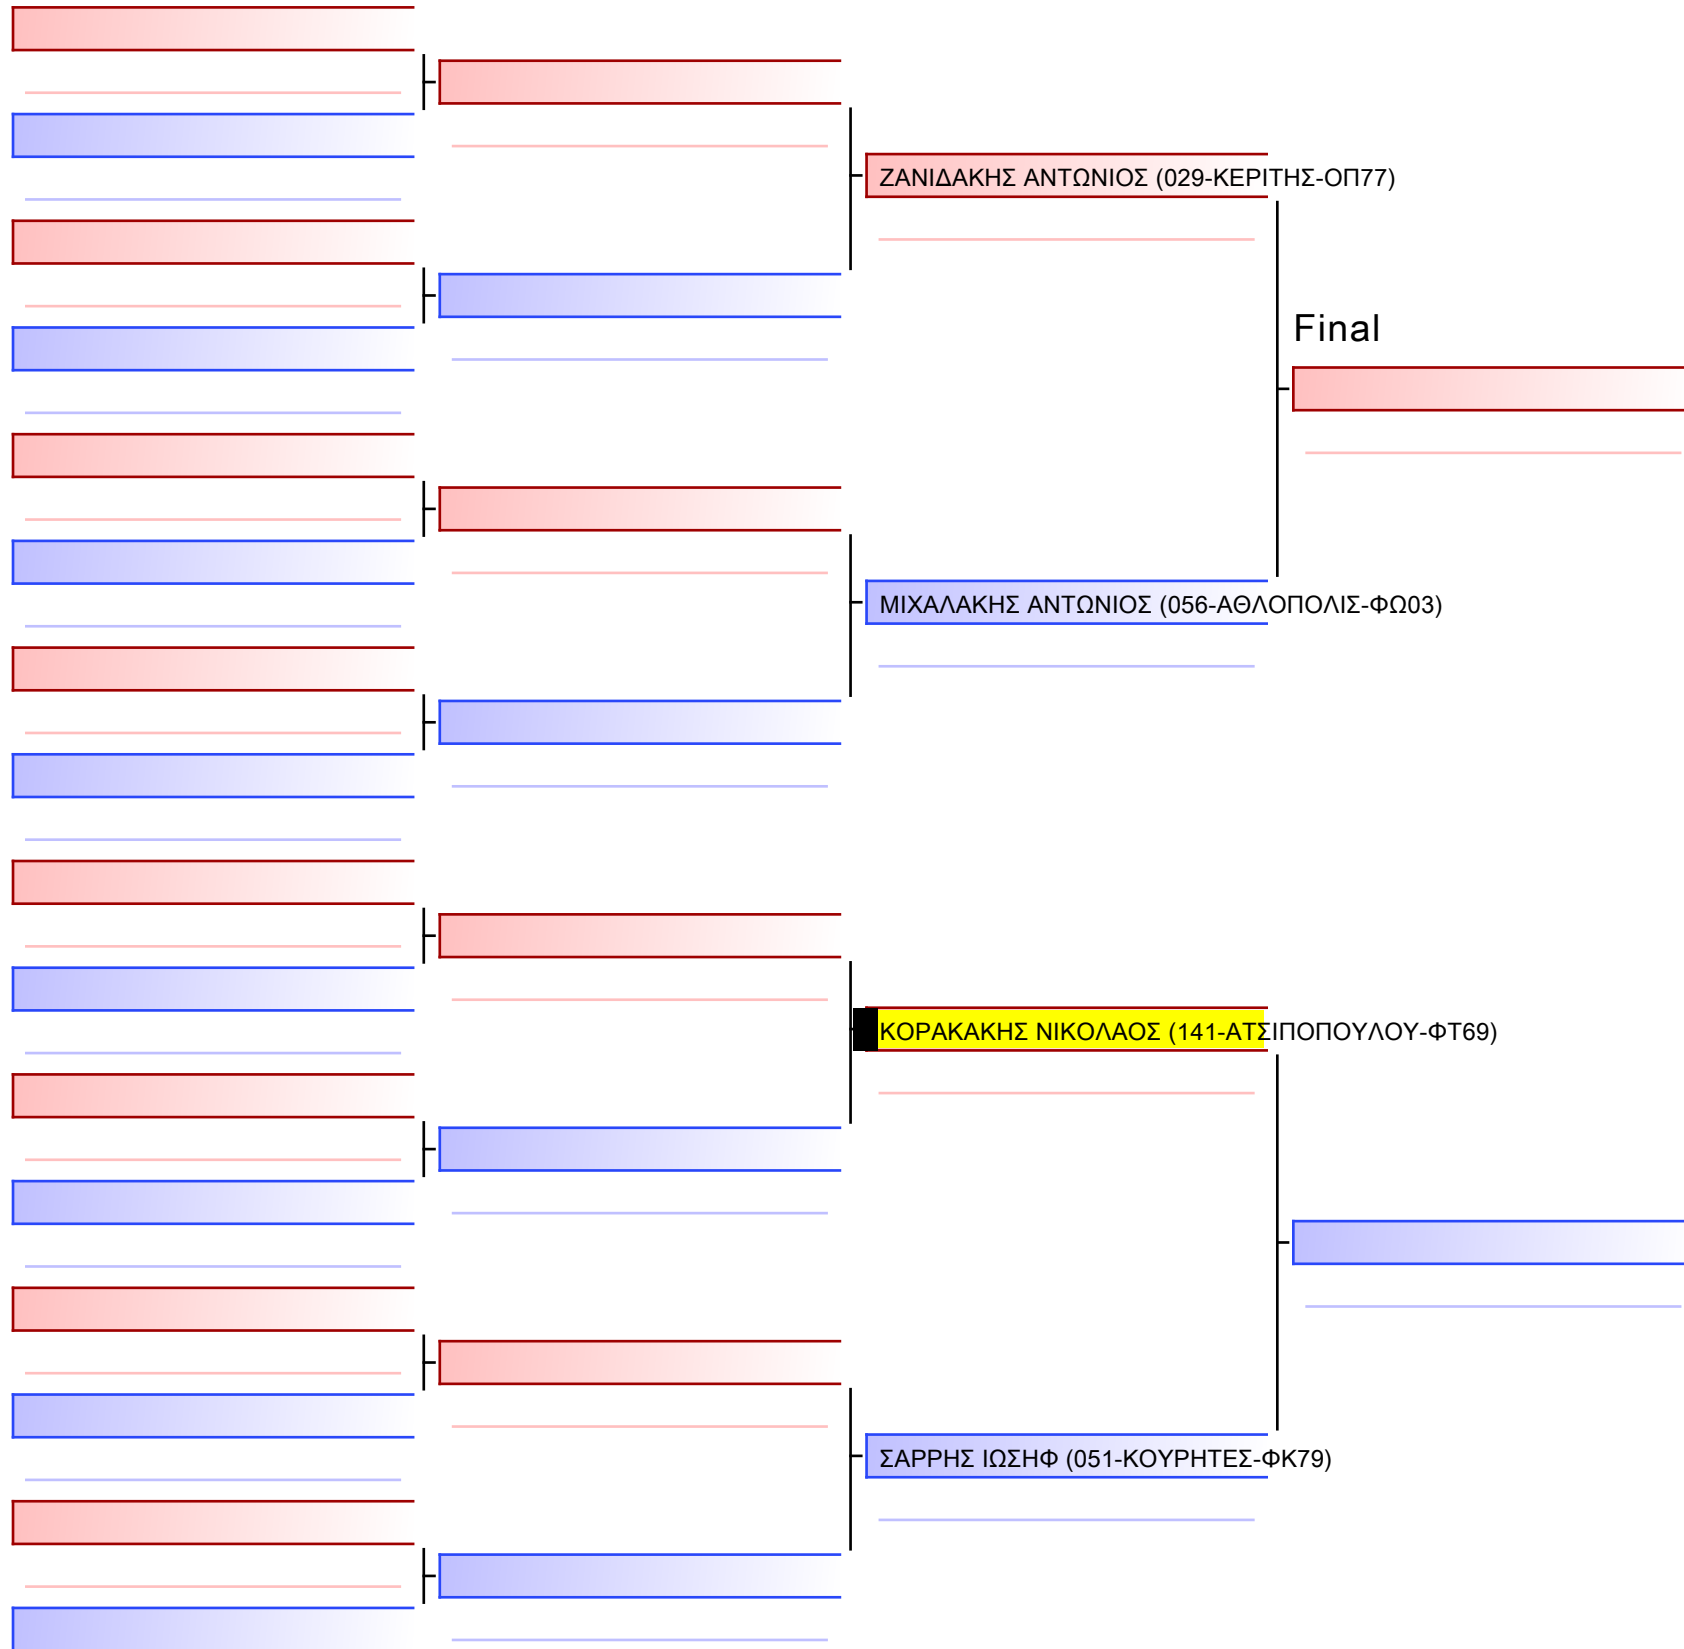 ΖΑΝΙΔΑΚΗΣ ΑΝΤΩΝΙΟΣ (029-ΚΕΡΙΤΗΣ-ΟΠ77)
Final
ΜΙΧΑΛΑΚΗΣ ΑΝΤΩΝΙΟΣ (056-ΑΘΛΟΠΟΛΙΣ-ΦΩ03)
ΚΟΡΑΚΑΚΗΣ ΝΙΚΟΛΑΟΣ (141-ΑΤΣΙΠΟΠΟΥΛΟΥ-ΦΤ69)
ΣΑΡΡΗΣ ΙΩΣΗΦ (051-ΚΟΥΡΗΤΕΣ-ΦΚ79)